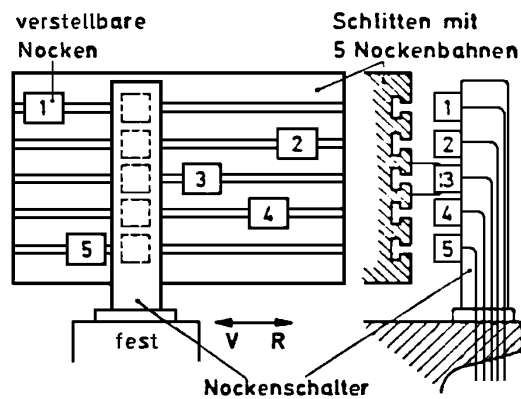 verstellbare
Nocken
Schlitten mit
5 Nockenbahnen
1
2
3
4
5
1
2
3
4
5
fest
V R
Nockenschalter